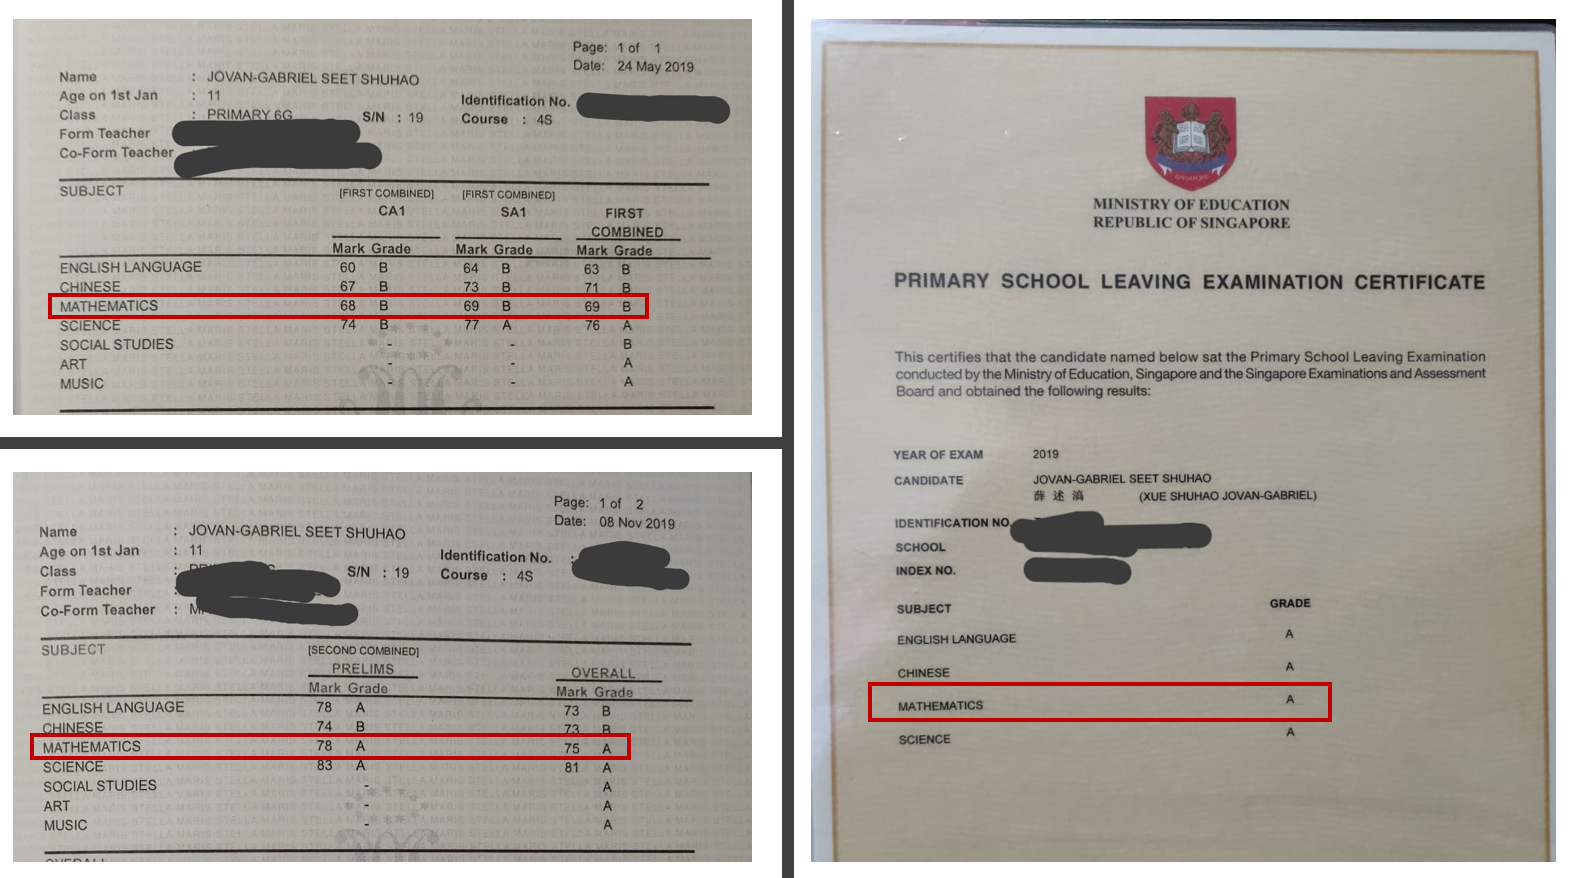 Page: 1 of 1
Date: 24 May 2019
Name : JOVAN-GABRIEL SEET SHUHAO
Age on 1st Jan : 11
Identification No.
Class : PRIMARY 6G S/N : 19 Course : 4S
Form Teacher
Co-Form Teacher
SUBJECT [FIRST COMBINED] [FIRST COMBINED]
CA1 SA1 FIRST
COMBINED
Mark Grade Mark Grade Mark Grade
ENGLISH LANGUAGE 60 B 64 B 63 B
CHINESE 67 B 73 B 71 B
MATHEMATICS 68 B 69 B 69 B
SCIENCE 74 B 77 A 76 A
SOCIAL STUDIES - - B
ART - - A
MUSIC - - A
Page: 1 of 2
Date: 08 Nov 2019
Name : JOVAN-GABRIEL SEET SHUHAO
Age on 1st Jan : 11
Identification No. :
Class : S/N : 19 Course : 4S
Form Teacher
Co-Form Teacher :
SUBJECT [SECOND COMBINED]
PRELIMS OVERALL
Mark Grade Mark Grade
ENGLISH LANGUAGE 78 A 73 B
CHINESE 74 B 73 B
MATHEMATICS 78 A 75 A
SCIENCE 83 A 81 A
SOCIAL STUDIES - A
ART - A
MUSIC - A
OVERALL
SINGAPORE
MINISTRY OF EDUCATION
REPUBLIC OF SINGAPORE
PRIMARY SCHOOL LEAVING EXAMINATION CERTIFICATE
This certifies that the candidate named below sat the Primary School Leaving Examination
conducted by the Ministry of Education, Singapore and the Singapore Examinations and Assessment
Board and obtained the following results:
YEAR OF EXAM 2019
CANDIDATE JOVAN-GABRIEL SEET SHUHAO
薛述滈 (XUE SHUHAO JOVAN-GABRIEL)
IDENTIFICATION NO.
SCHOOL
INDEX NO.
SUBJECT GRADE
ENGLISH LANGUAGE A
CHINESE A
MATHEMATICS A
SCIENCE A